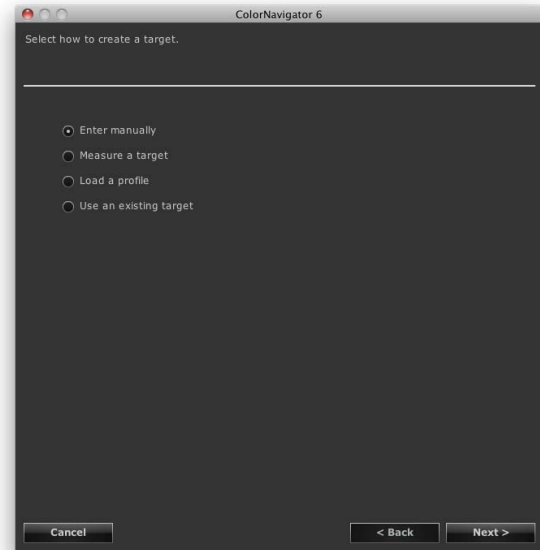 ColorNavigator 6
Select how to create a target.
Enter manually
Measure a target
Load a profile
Use an existing target
Cancel
< Back
Next >